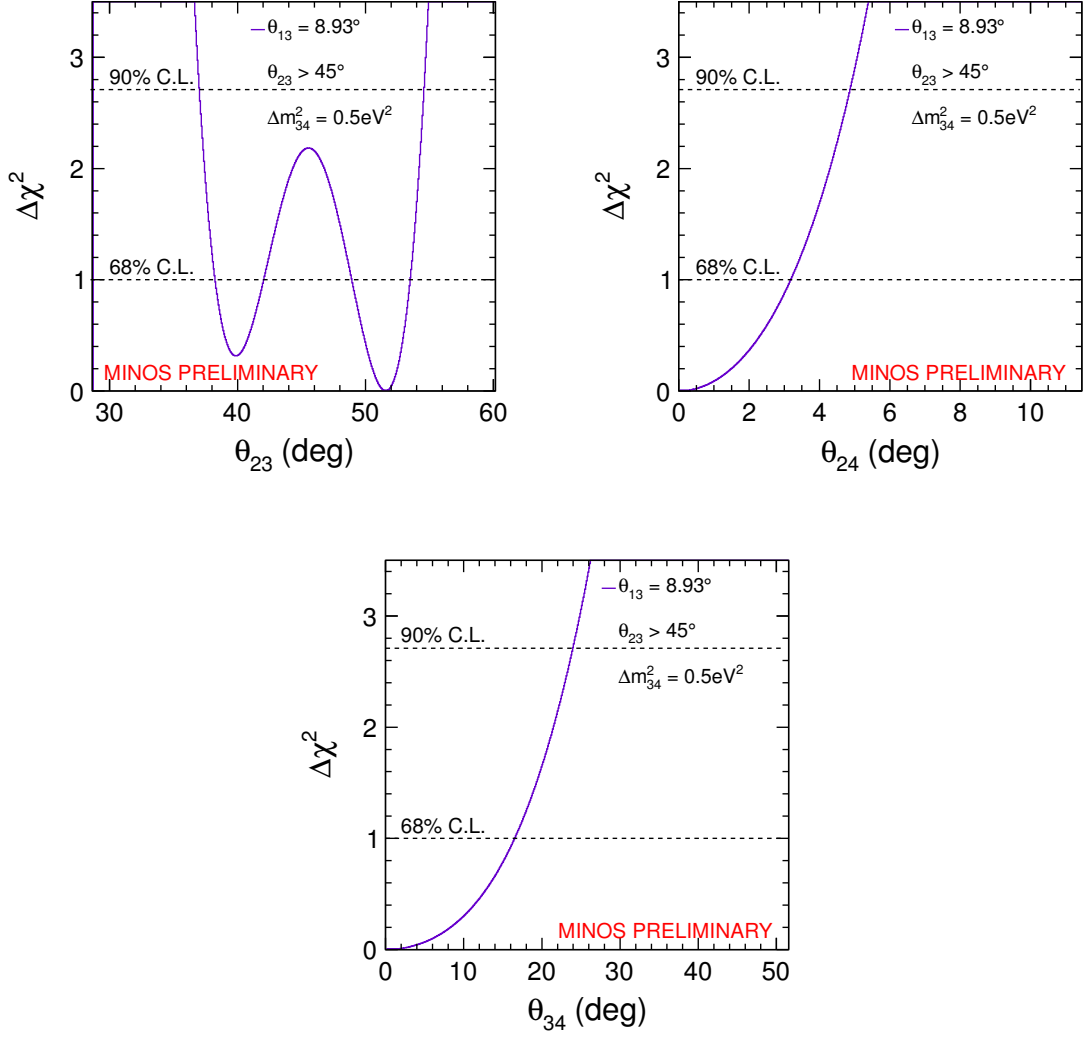 3
2
1
0
Δχ²
90% C.L.
68% C.L.
θ₁₃ = 8.93°
θ₂₃ > 45°
Δm²₃₄ = 0.5eV²
MINOS PRELIMINARY
30 40 50 60
θ₂₃ (deg)
3
2
1
0
Δχ²
90% C.L.
68% C.L.
θ₁₃ = 8.93°
θ₂₃ > 45°
Δm²₃₄ = 0.5eV²
MINOS PRELIMINARY
0 2 4 6 8 10
θ₂₄ (deg)
3
2
1
0
Δχ²
90% C.L.
68% C.L.
θ₁₃ = 8.93°
θ₂₃ > 45°
Δm²₃₄ = 0.5eV²
MINOS PRELIMINARY
0 10 20 30 40 50
θ₃₄ (deg)